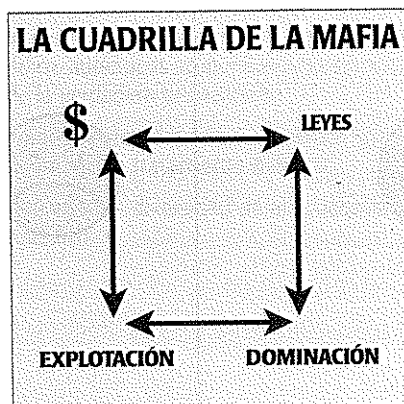 LA CUADRILLA DE LA MAFIA
$ LEYES
EXPLOTACIÓN DOMINACIÓN